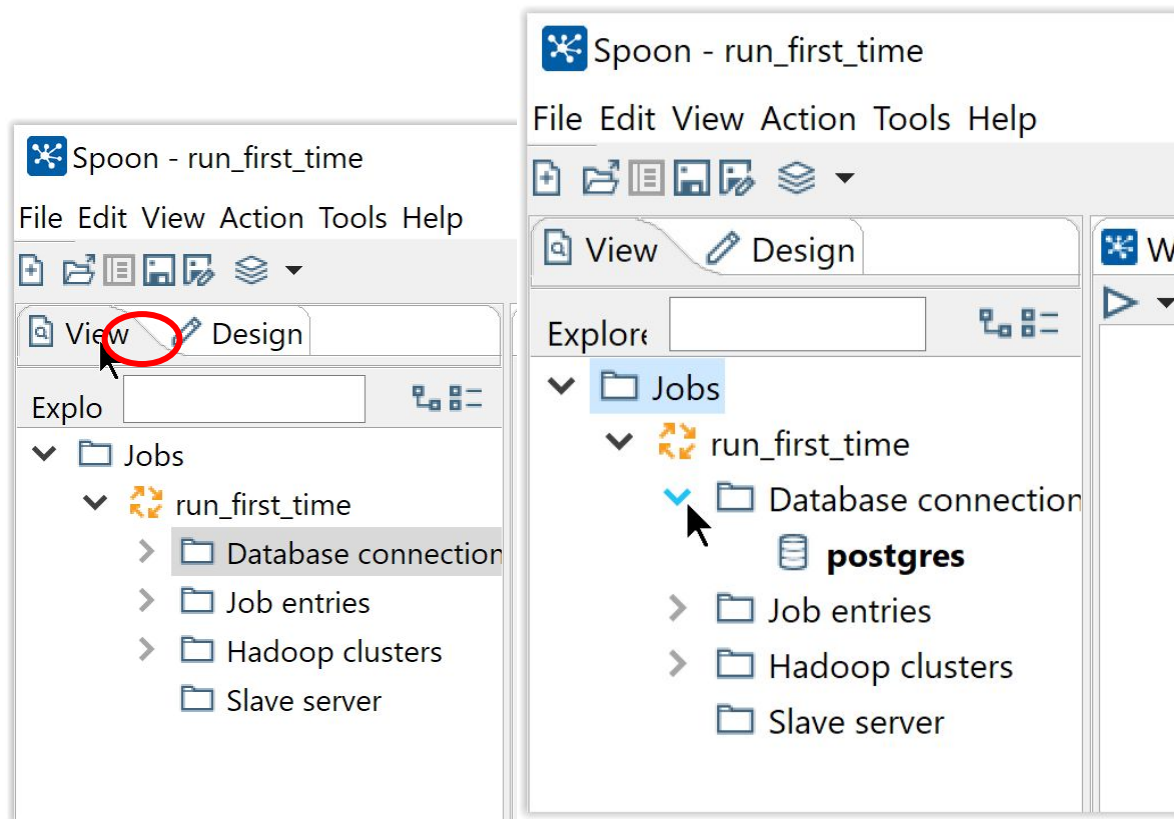 Spoon - run_first_time
File Edit View Action Tools Help
View Design
Explo
Jobs
run_first_time
Database connection
Job entries
Hadoop clusters
Slave server
Spoon - run_first_time
File Edit View Action Tools Help
View Design
W
Explore
Jobs
run_first_time
Database connection
postgres
Job entries
Hadoop clusters
Slave server